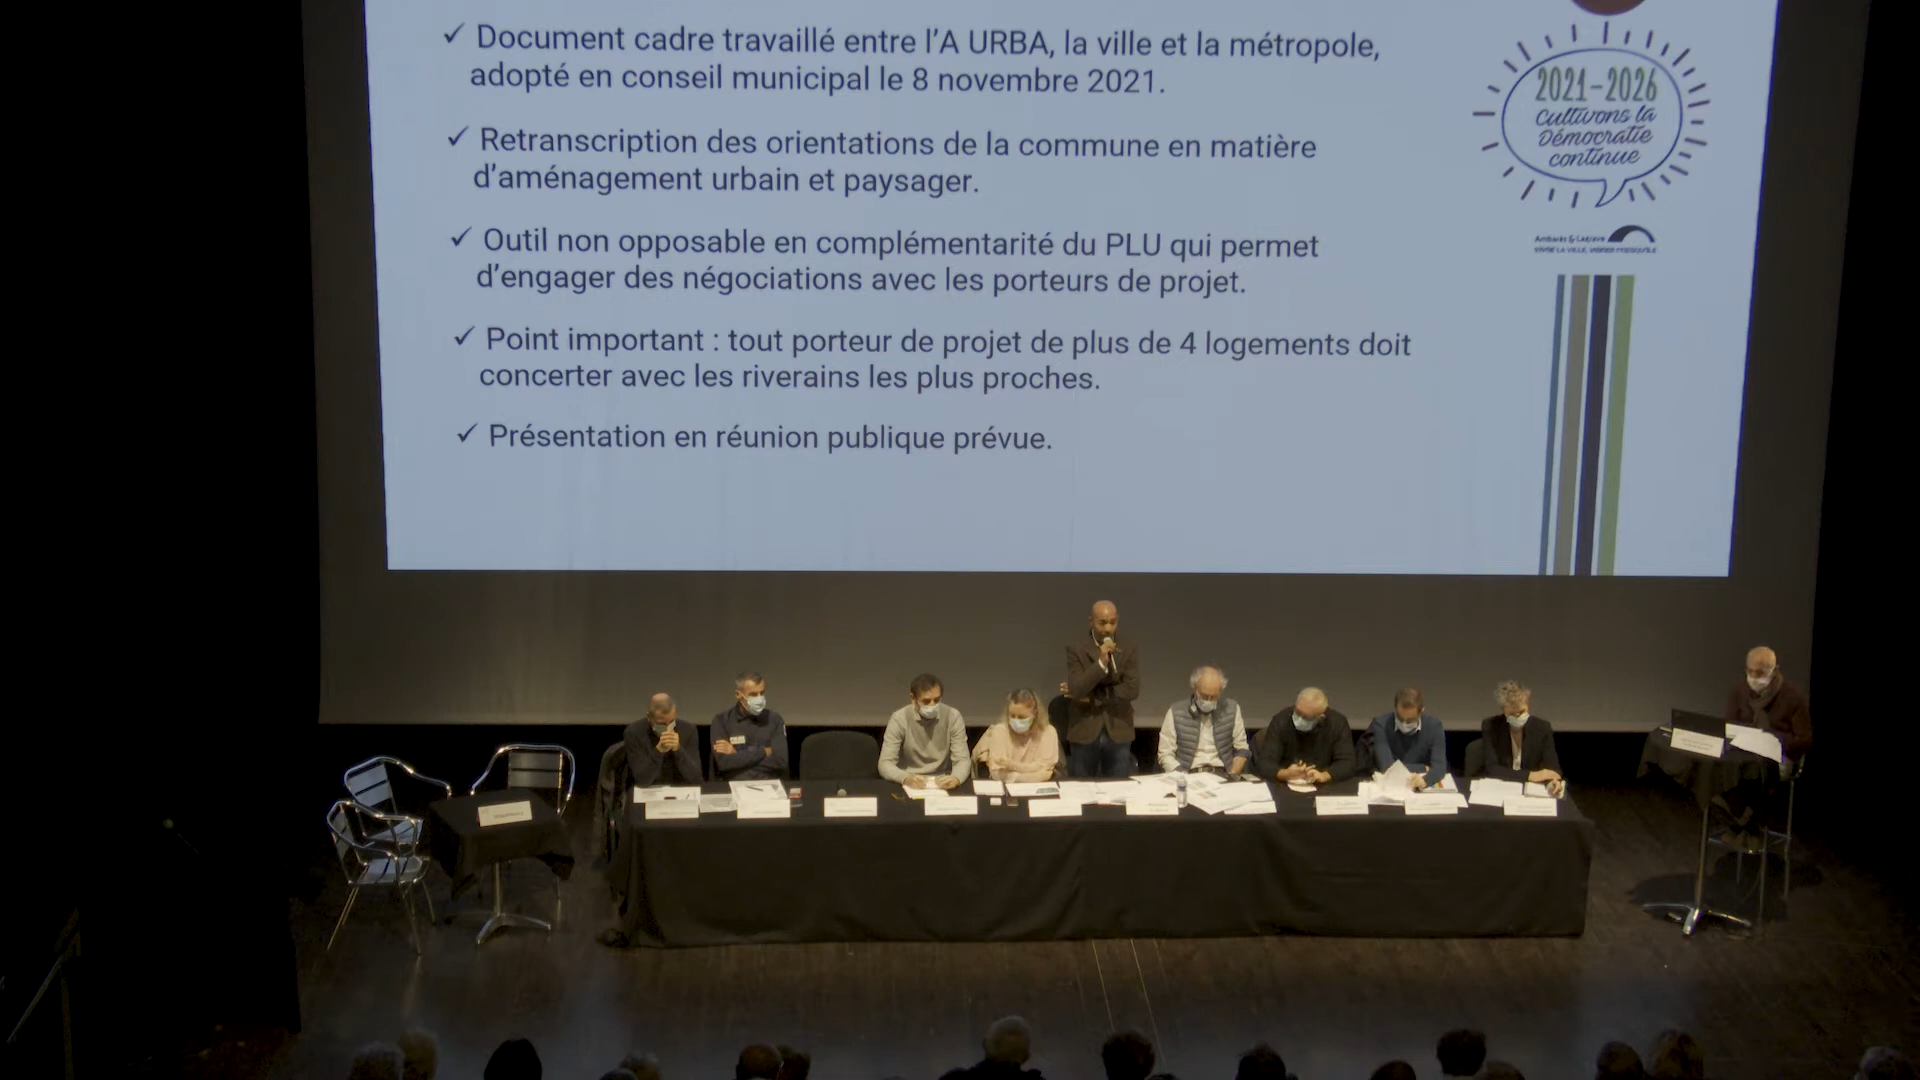 ✓ Document cadre travaillé entre l'A URBA, la ville et la métropole,
adopté en conseil municipal le 8 novembre 2021.
✓ Retranscription des orientations de la commune en matière
d'aménagement urbain et paysager.
✓ Outil non opposable en complémentarité du PLU qui permet
d'engager des négociations avec les porteurs de projet.
✓ Point important : tout porteur de projet de plus de 4 logements doit
concerter avec les riverains les plus proches.
✓ Présentation en réunion publique prévue.
2021-2026
Cultivons la
Démocratie
continue